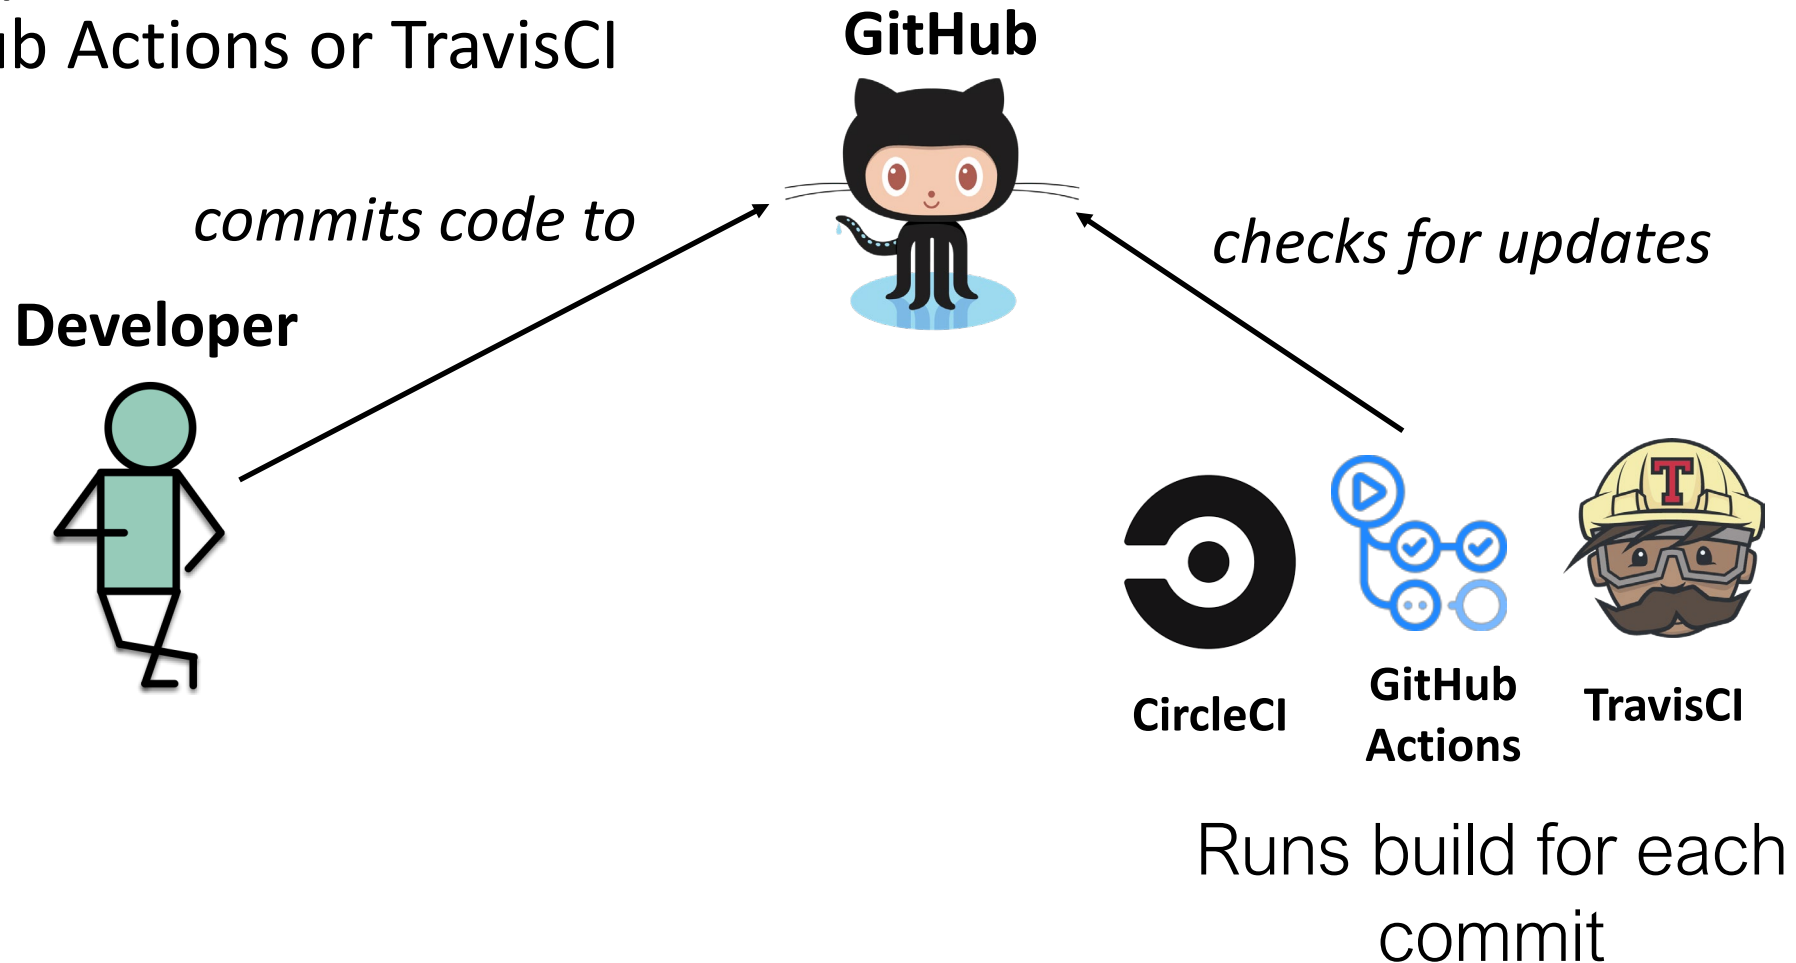 Actions or TravisCI
GitHub
commits code to
checks for updates
Developer
T
CircleCI
GitHub
Actions
TravisCI
Runs build for each
commit